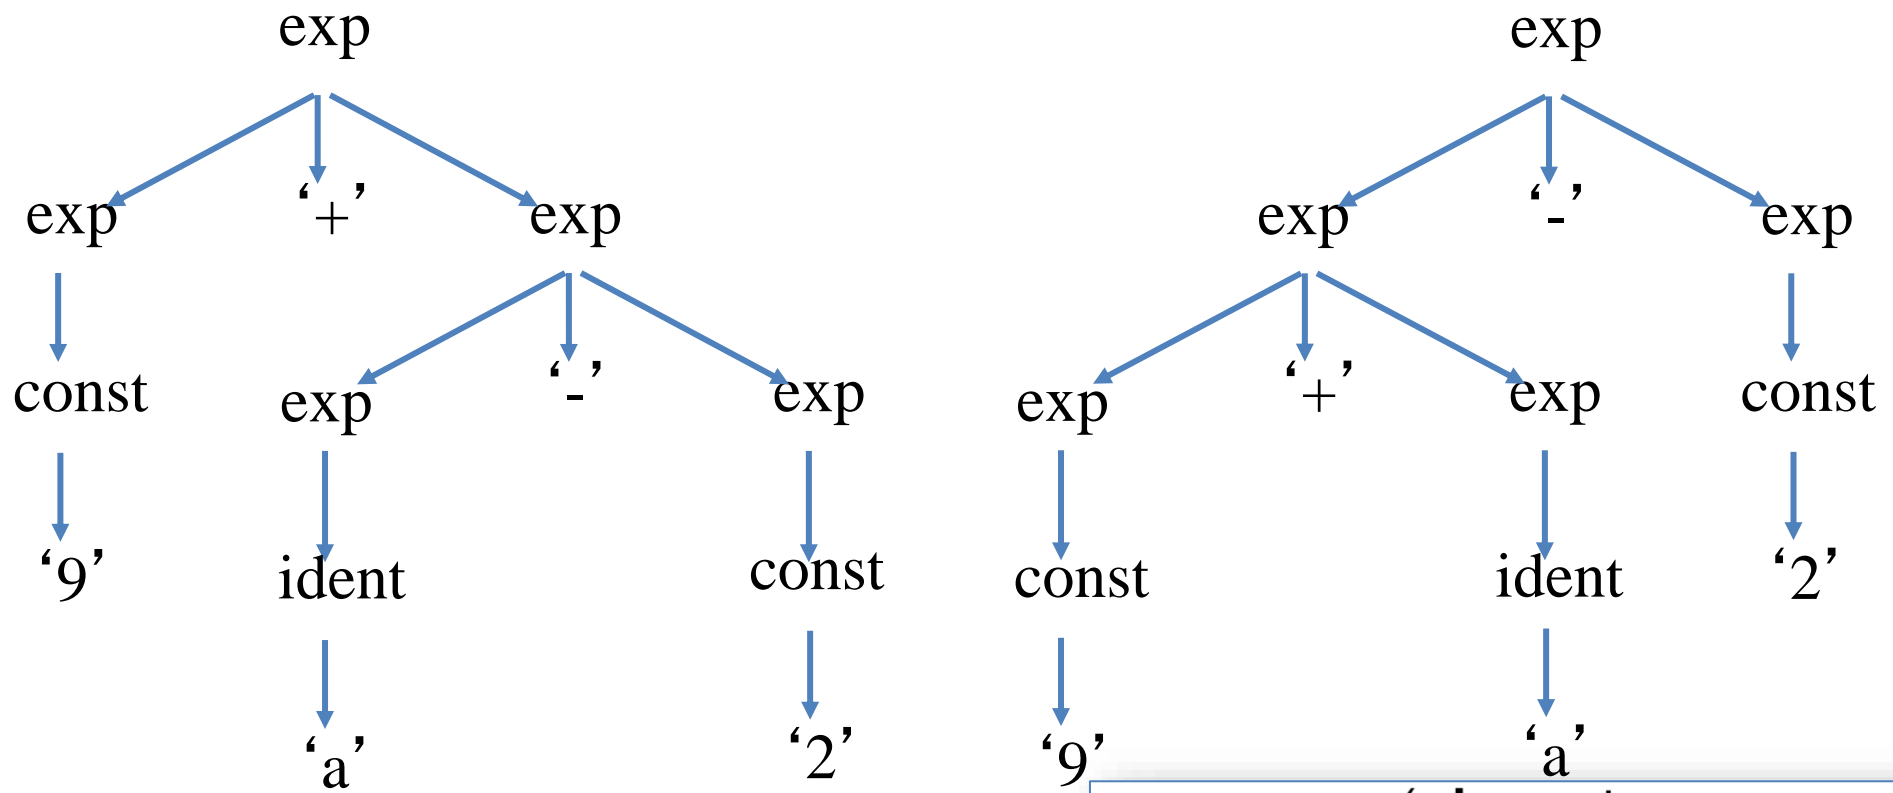 exp exp
exp ‘+’ exp exp ‘-’ exp
const exp ‘-’ exp exp ‘+’ exp const
‘9’ ident const const ident ‘2’
‘a’ ‘2’ ‘9’ ‘a’